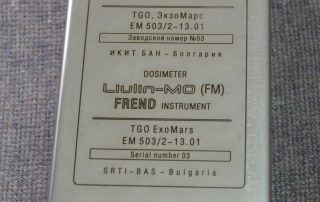 TGO, ЭкзоМарс
EM 503/2-13.01
Заводской номер №03
ИКИТ БАН - Болгария
DOSIMETER
Liulin-MO (FM)
FREND INSTRUMENT
TGO ExoMars
EM 503/2-13.01
Serial number 03
SRTI-BAS-Bulgaria